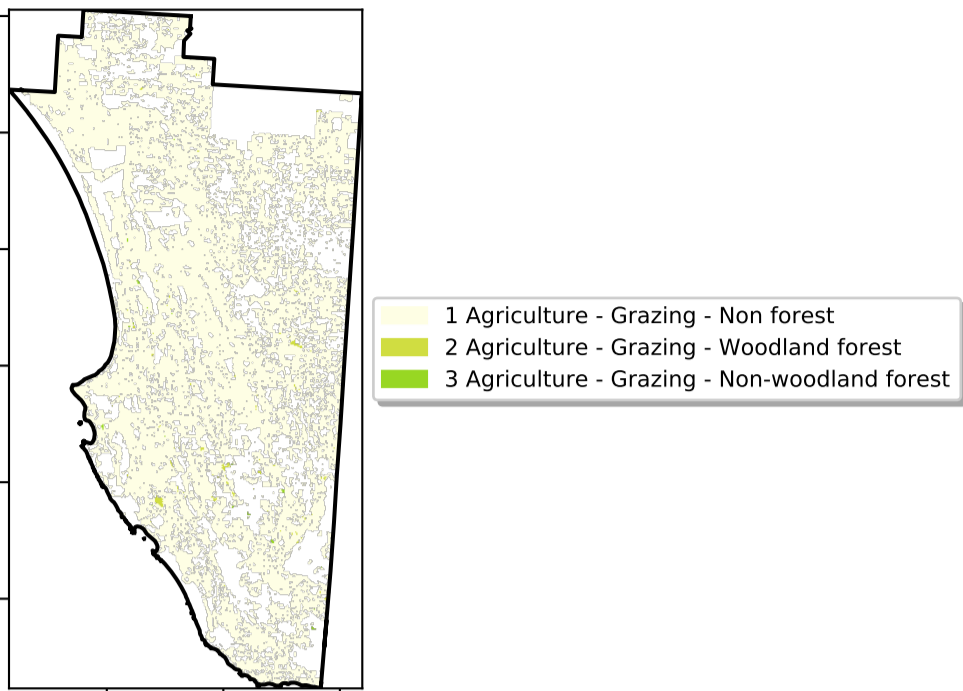 1 Agriculture - Grazing - Non forest
2 Agriculture - Grazing - Woodland forest
3 Agriculture - Grazing - Non-woodland forest